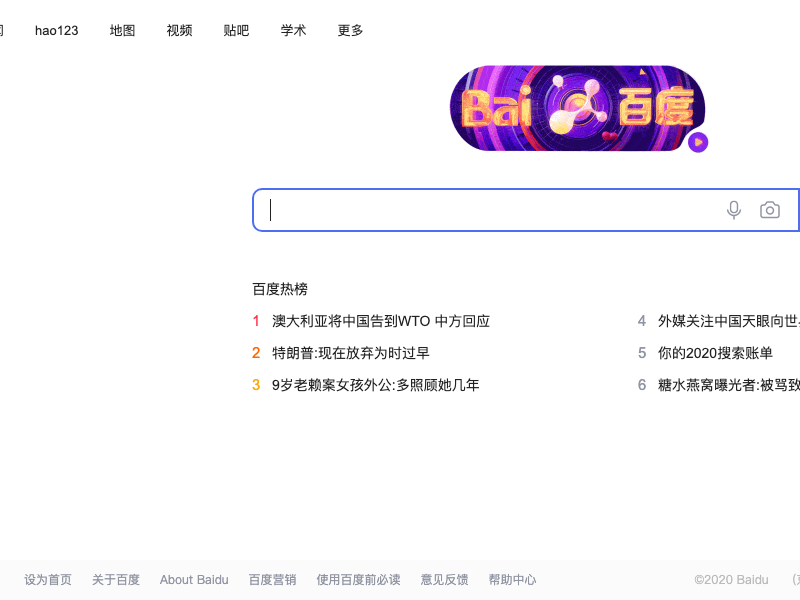 hao123 地图 视频 贴吧 学术 更多
Bai 百度
百度热榜
1 澳大利亚将中国告到WTO 中方回应
4 外媒关注中国天眼向世
2 特朗普:现在放弃为时过早
5 你的2020搜索账单
3 9岁老赖案女孩外公:多照顾她几年
6 糖水燕窝曝光者:被骂致
设为首页 关于百度 About Baidu 百度营销 使用百度前必读 意见反馈 帮助中心 ©2020 Baidu